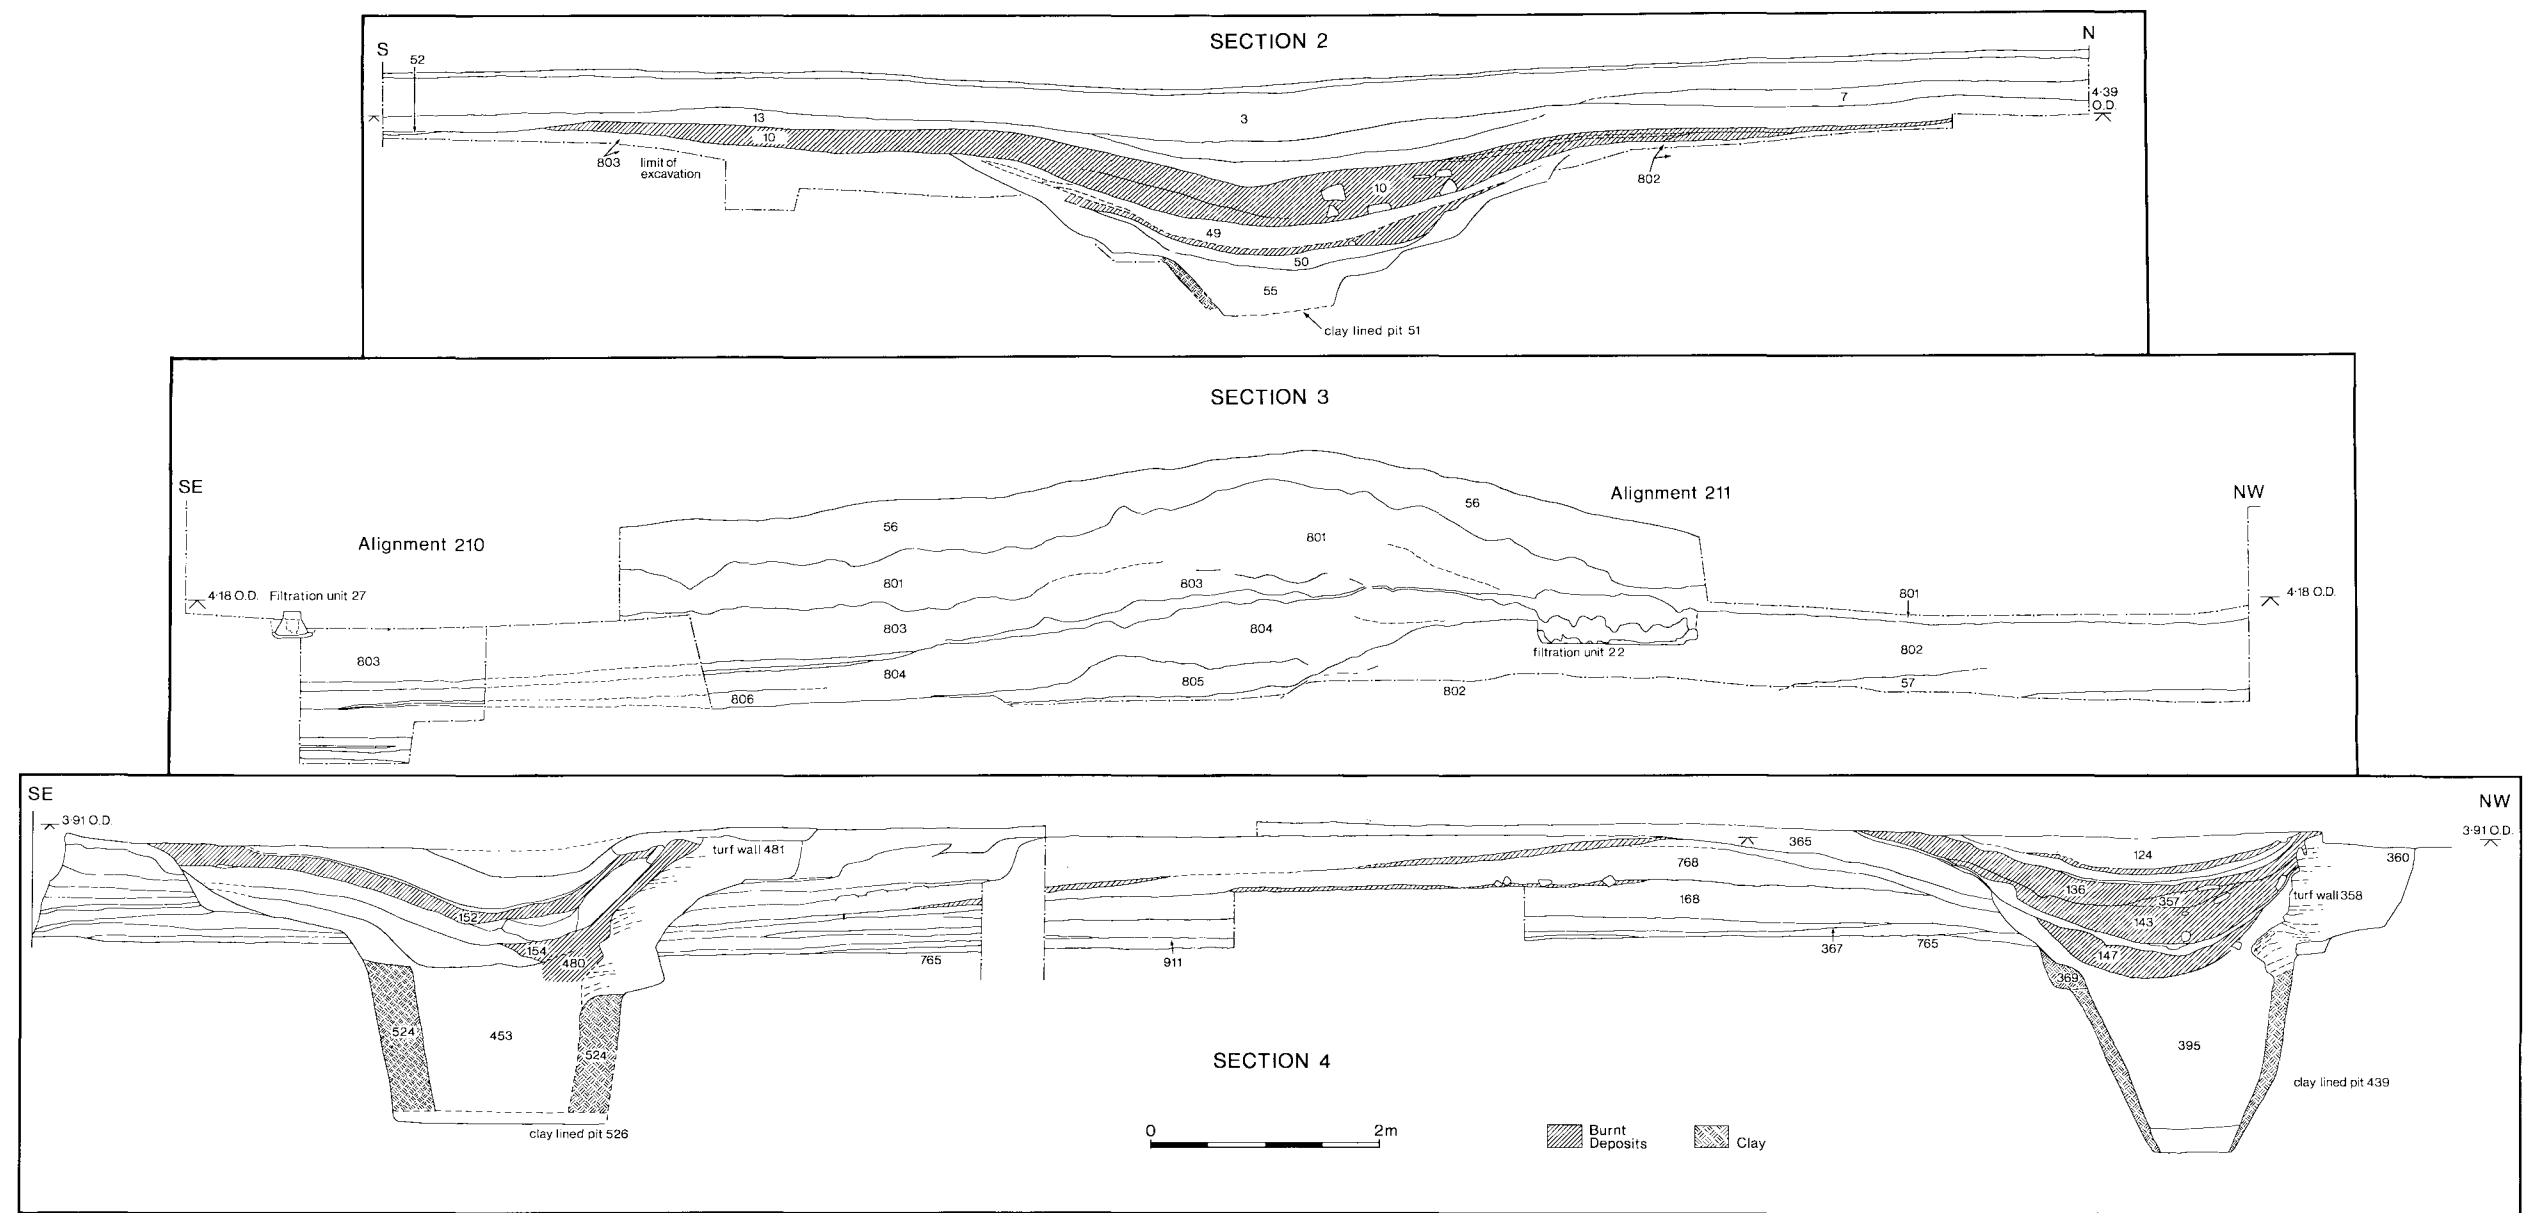 SECTION 2
S
N
52
7
4·39
O.D.
13
3
10
803
limit of
excavation
10
802
49
50
55
clay lined pit 51
SECTION 3
SE
NW
Alignment 211
56
56
Alignment 210
801
801
803
4·18 O.D.
Filtration unit 27
801
4·18 O.D.
803
804
803
802
filtration unit 22
804
805
57
802
806
SE
NW
3·91 O.D.
3·91 O.D.
turf wall 481
365
124
360
768
136
turf wall 358
357
168
152
143
154
480
765
911
367
765
147
369
524
453
524
395
SECTION 4
clay lined pit 439
clay lined pit 526
0
2m
Burnt
Deposits
Clay